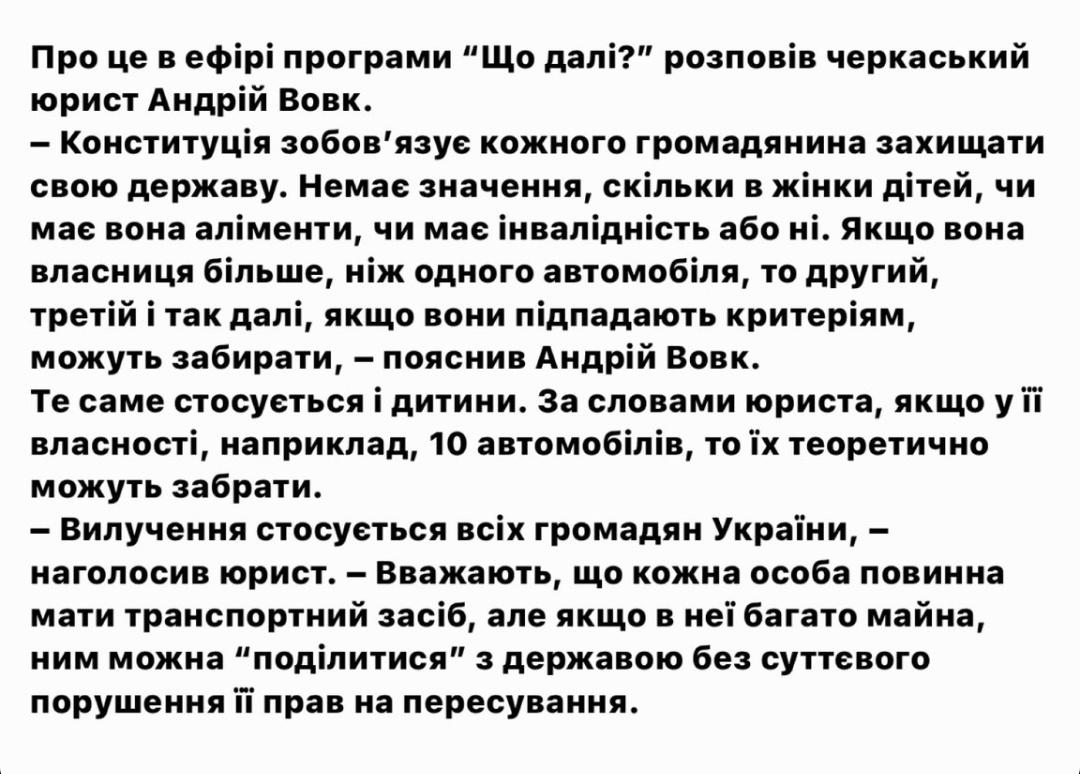 Про це в ефірі програми “Що далі?” розповів черкаський
юрист Андрій Вовк.
– Конституція зобов’язує кожного громадянина захищати
свою державу. Немає значення, скільки в жінки дітей, чи
має вона аліменти, чи має інвалідність або ні. Якщо вона
власниця більше, ніж одного автомобіля, то другий,
третій і так далі, якщо вони підпадають критеріям,
можуть забирати, – пояснив Андрій Вовк.
Те саме стосується і дитини. За словами юриста, якщо у її
власності, наприклад, 10 автомобілів, то їх теоретично
можуть забрати.
– Вилучення стосується всіх громадян України, –
наголосив юрист. – Вважають, що кожна особа повинна
мати транспортний засіб, але якщо в неї багато майна,
ним можна “поділитися” з державою без суттєвого
порушення її прав на пересування.